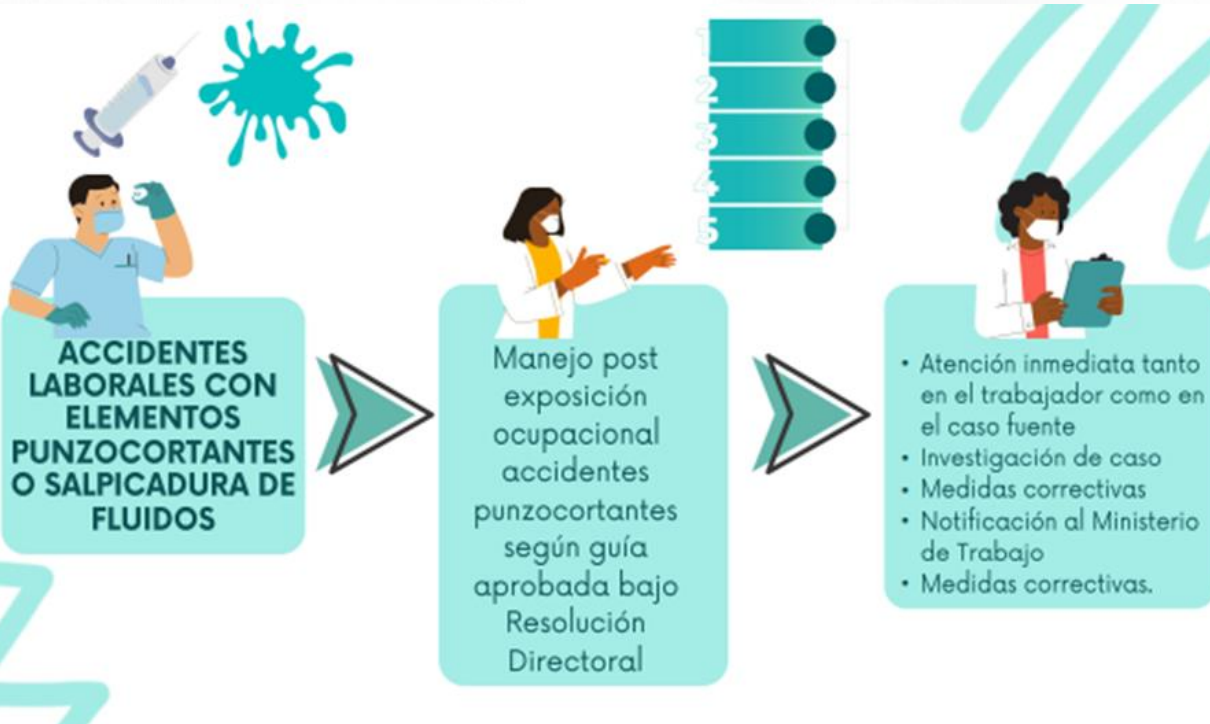 1
2
3
4
5
ACCIDENTES
LABORALES CON
ELEMENTOS
PUNZOCORTANTES
O SALPICADURA DE
FLUIDOS
Manejo post
exposición
ocupacional
accidentes
punzocortantes
según guía
aprobada bajo
Resolución
Directoral
• Atención inmediata tanto
en el trabajador como en
el caso fuente
• Investigación de caso
• Medidas correctivas
• Notificación al Ministerio
de Trabajo
• Medidas correctivas.